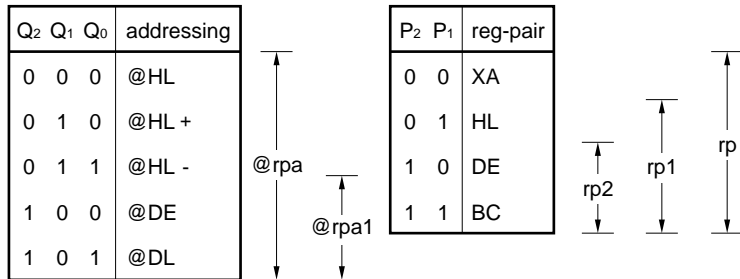 Q2 Q1 Q0 addressing
0 0 0 @HL
0 1 0 @HL +
0 1 1 @HL -
1 0 0 @DE
1 0 1 @DL
@rpa
@rpa1
P2 P1 reg-pair
0 0 XA
0 1 HL
1 0 DE
1 1 BC
rp2
rp1
rp